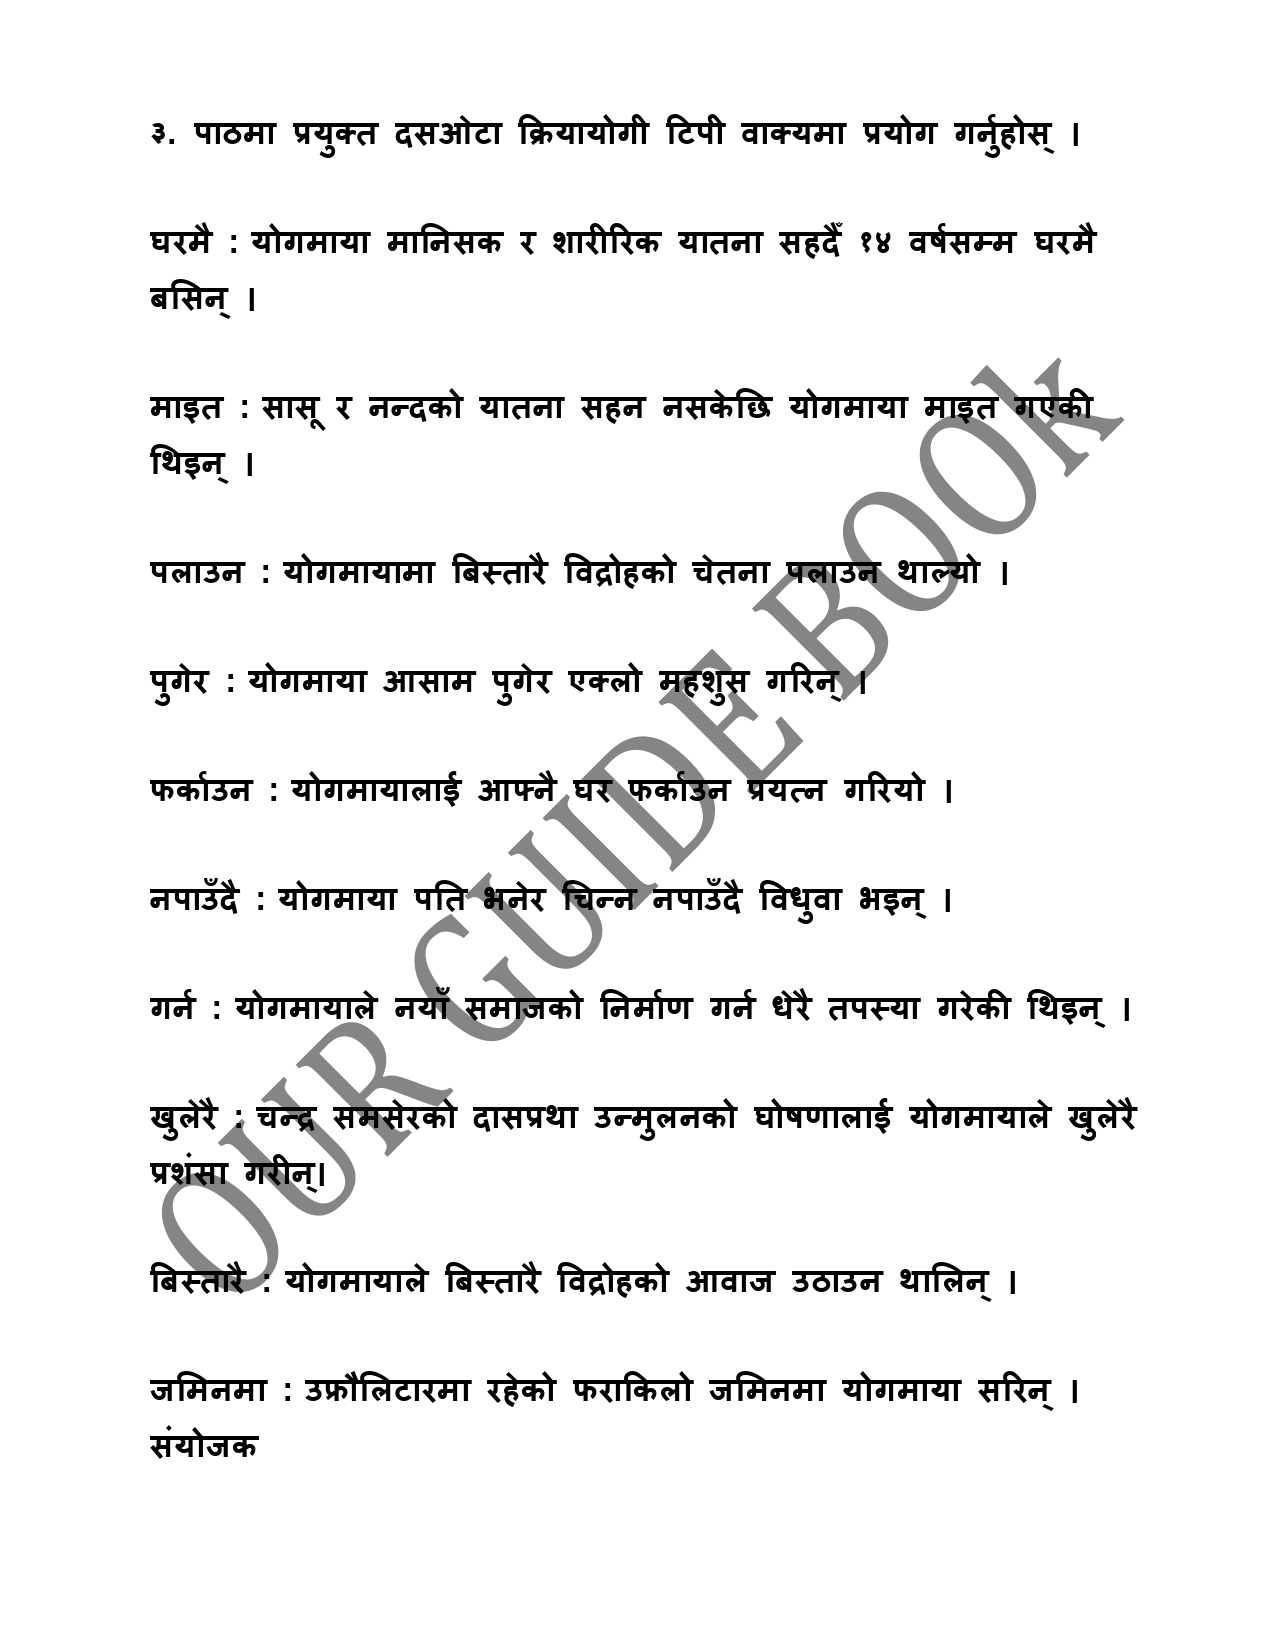 ३. पाठमा प्रयुक्त दसओटा क्रियायोगी टिपी वाक्यमा प्रयोग गर्नुहोस् ।
घरमै : योगमाया मानिसक र शारीरिक यातना सहदैँ १४ वर्षसम्म घरमै
बसिन् ।
माइत : सासू र नन्दको यातना सहन नसकेछि योगमाया माइत गएकी
थिइन् ।
पलाउन : योगमायामा बिस्तारै विद्रोहको चेतना पलाउन थाल्यो ।
पुगेर : योगमाया आसाम पुगेर एक्लो महशुस गरिन् ।
फर्काउन : योगमायालाई आफ्नै घर फर्काउन प्रयत्न गरियो ।
नपाउँदै : योगमाया पति भनेर चिन्न नपाउँदै विधुवा भइन् ।
गर्न : योगमायाले नयाँ समाजको निर्माण गर्न धेरै तपस्या गरेकी थिइन् ।
खुलेरै : चन्द्र समसेरको दासप्रथा उन्मुलनको घोषणालाई योगमायाले खुलेरै
प्रशंसा गरीन्।
बिस्तारै : योगमायाले बिस्तारै विद्रोहको आवाज उठाउन थालिन् ।
जमिनमा : उफ्रौलिटारमा रहेको फराकिलो जमिनमा योगमाया सरिन् ।
संयोजक
OUR GUIDE BOOk